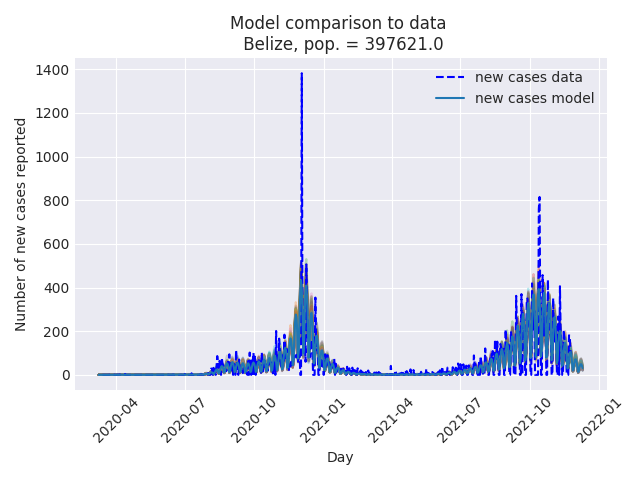 Model comparison to data
Belize, pop. = 397621.0
new cases data
new cases model
Number of new cases reported
1400
1200
1000
800
600
400
200
0
2020-04
2020-07
2020-10
2021-01
2021-04
2021-07
2021-10
2022-01
Day